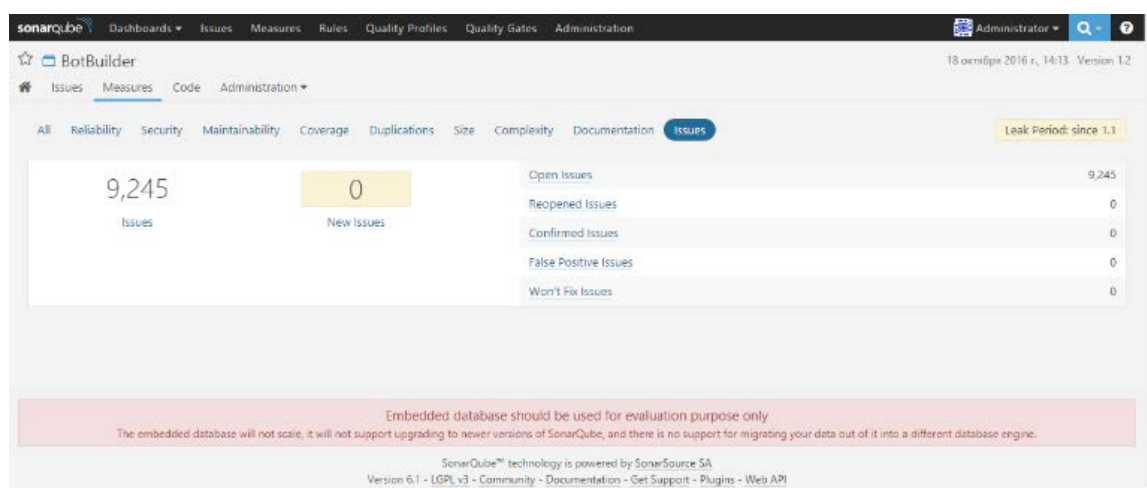 sonarqube Dashboards Issues Measures Rules Quality Profiles Quality Gates Administration Administrator
BotBuilder 18 октября 2016 г., 14:13 Version 1.2
Issues Measures Code Administration
All Reliability Security Maintainability Coverage Duplications Size Complexity Documentation Issues Leak Period: since 1.1
9,245
Issues
0
New Issues
Open Issues 9,245
Reopened Issues 0
Confirmed Issues 0
False Positive Issues 0
Won't Fix Issues 0
Embedded database should be used for evaluation purpose only
The embedded database will not scale, it will not support upgrading to newer versions of SonarQube, and there is no support for migrating your data out of it into a different database engine.
SonarQube™ technology is powered by SonarSource SA
Version 6.1 - LGPL v3 - Community - Documentation - Get Support - Plugins - Web API